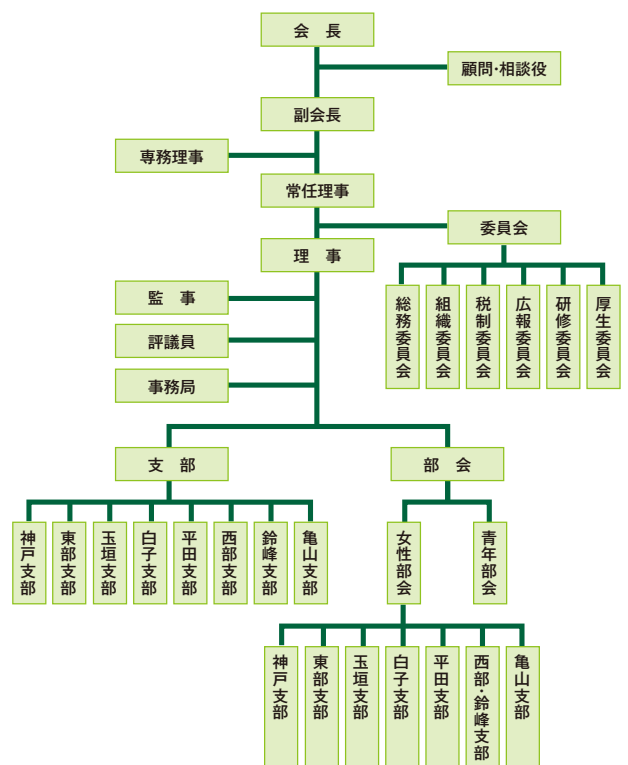 会　長
顧問･相談役
副会長
専務理事
常任理事
委員会
理　事
総務委員会
組織委員会
税制委員会
広報委員会
研修委員会
厚生委員会
監　事
評議員
事務局
支　部
部　会
神戸支部
東部支部
玉垣支部
白子支部
平田支部
西部支部
鈴峰支部
亀山支部
女性部会
青年部会
神戸支部
東部支部
玉垣支部
白子支部
平田支部
西部･鈴峰支部
亀山支部